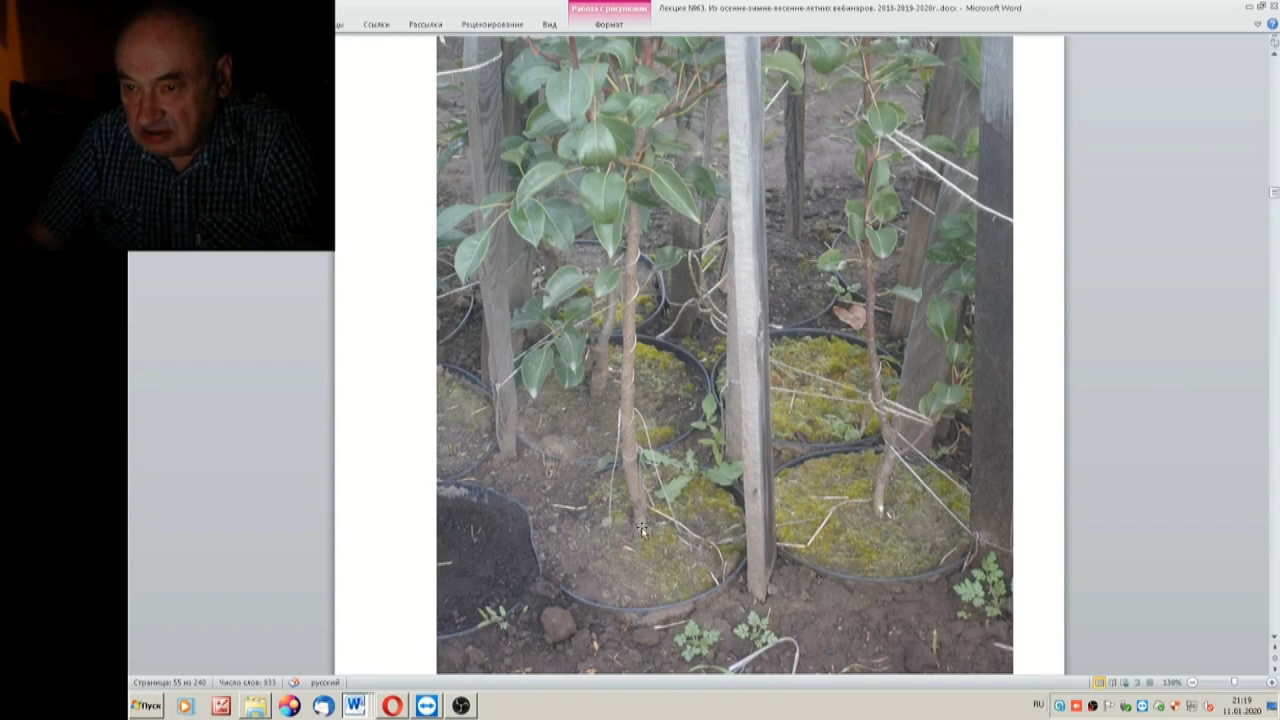 Работа с рисунками
Лекция №63. Из осенне-зимне-весенне-летних вебинаров, 2018-2019-2020г..docx - Microsoft Word
Ссылки Рассылки Рецензирование Вид Формат
Страница: 55 из 240 Число слов: 933 русский 130%
Пуск RU 21:19
11.01.2020